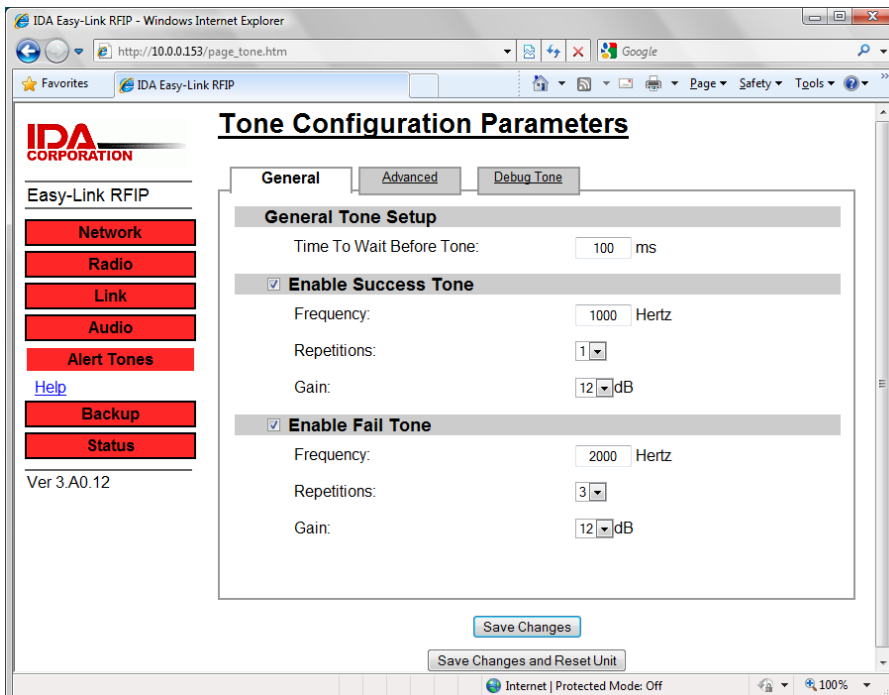 IDA Easy-Link RFIP - Windows Internet Explorer
http://10.0.0.153/page_tone.htm
Google
Favorites
IDA Easy-Link RFIP
Page
Safety
Tools
»
IDA
CORPORATION
Easy-Link RFIP
Network
Radio
Link
Audio
Alert Tones
Help
Backup
Status
Ver 3.A0.12
Tone Configuration Parameters
General Advanced Debug Tone
General Tone Setup
Time To Wait Before Tone: 100 ms
Enable Success Tone
Frequency: 1000 Hertz
Repetitions: 1
Gain: 12 dB
Enable Fail Tone
Frequency: 2000 Hertz
Repetitions: 3
Gain: 12 dB
Save Changes
Save Changes and Reset Unit
Internet | Protected Mode: Off
100%